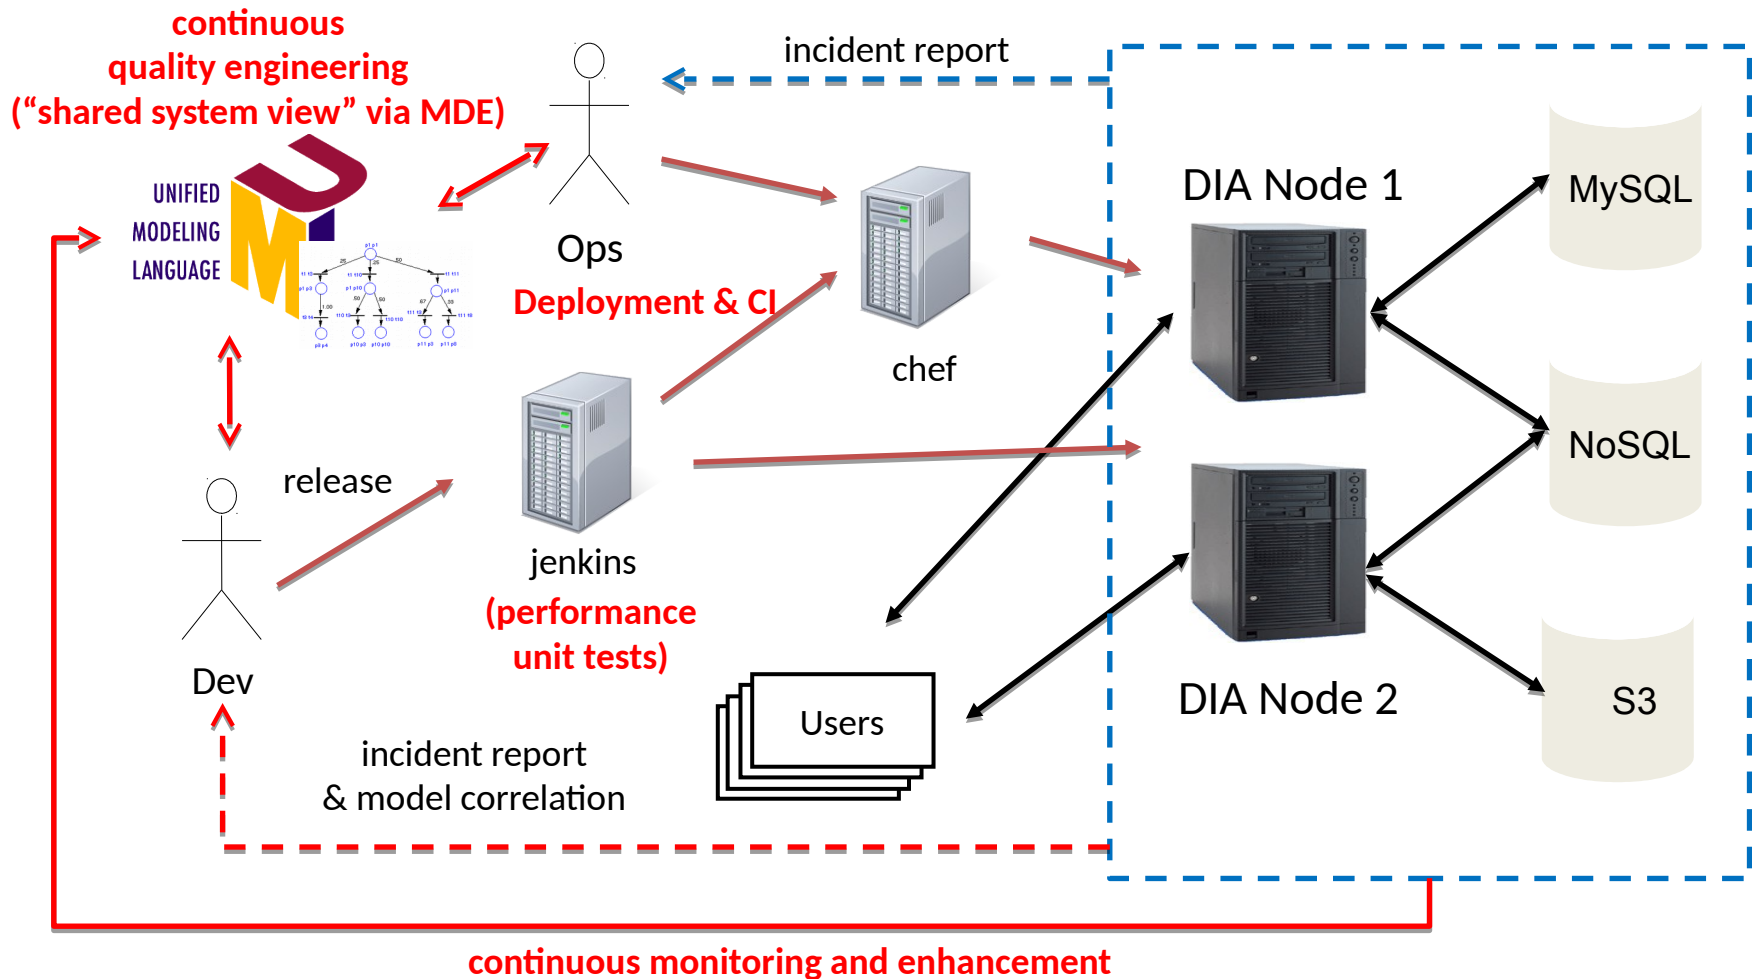 continuous
quality engineering
(“shared system view” via MDE)
incident report
UNIFIED
MODELING
LANGUAGE
Ops
Deployment & CI
chef
DIA Node 1
MySQL
NoSQL
release
jenkins
(performance
unit tests)
Dev
Users
DIA Node 2
S3
incident report
& model correlation
continuous monitoring and enhancement